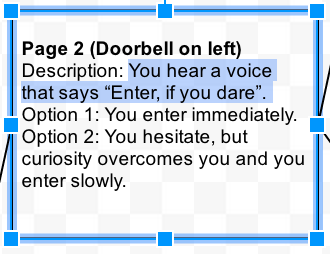 Page 2 (Doorbell on left)
Description: You hear a voice
that says “Enter, if you dare”.
Option 1: You enter immediately.
Option 2: You hesitate, but
curiosity overcomes you and you
enter slowly.